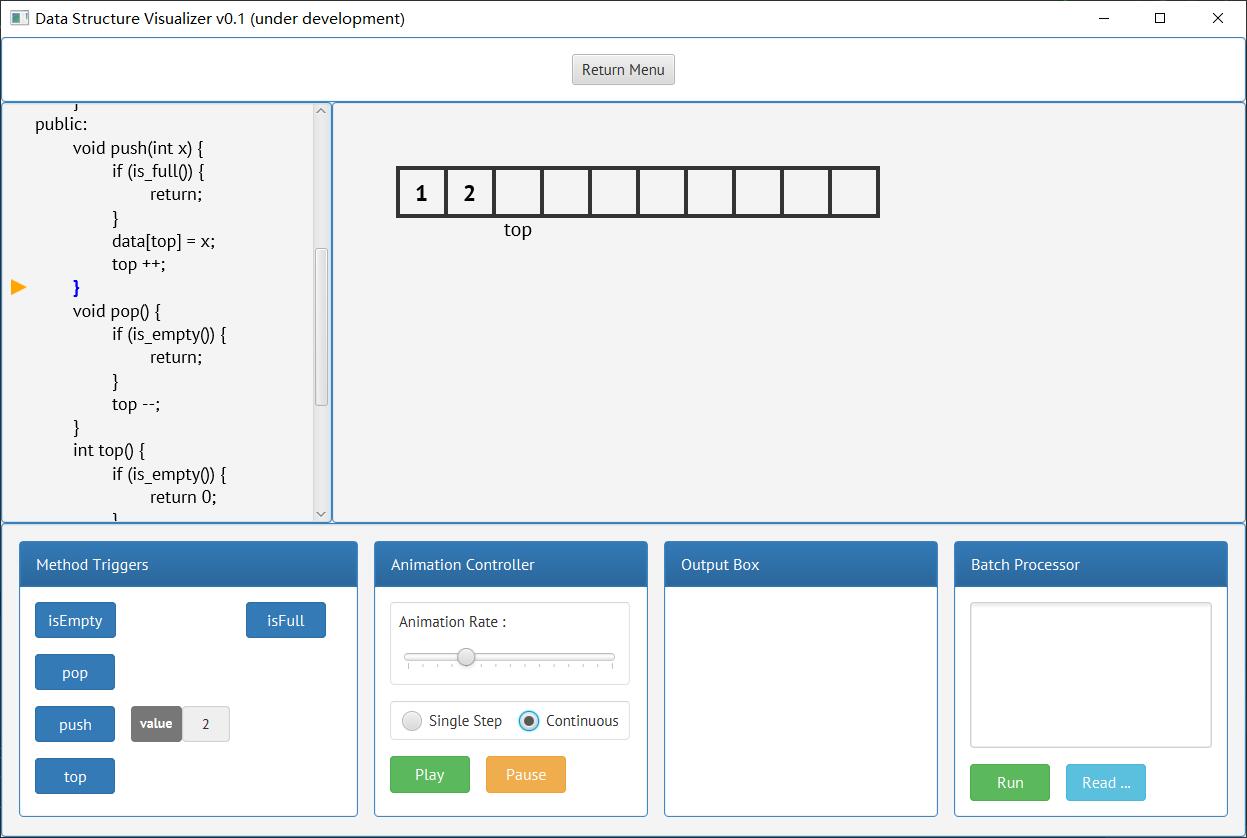 Data Structure Visualizer v0.1 (under development)
Return Menu
}
public:
void push(int x) {
if (is_full()) {
return;
}
data[top] = x;
top ++;
}
void pop() {
if (is_empty()) {
return;
}
top --;
}
int top() {
if (is_empty()) {
return 0;
}
1 2
top
Method Triggers
isEmpty isFull
pop
push value 2
top
Animation Controller
Animation Rate :
Single Step Continuous
Play Pause
Output Box
Batch Processor
Run Read ...